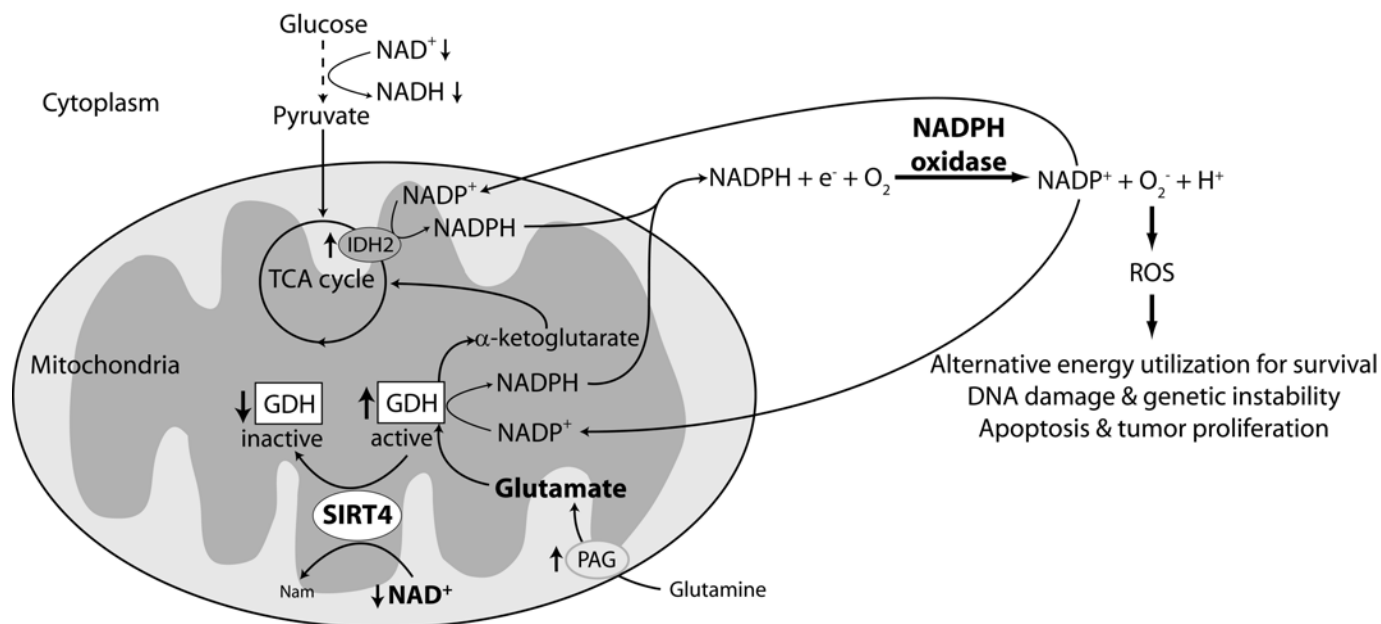 Glucose
NAD⁺↓
NADH ↓
Cytoplasm
Pyruvate
NADPH
oxidase
NADPH + e⁻ + O₂
NADP⁺ + O₂⁻ + H⁺
NADP⁺
NADPH
↑ IDH2
TCA cycle
ROS
α-ketoglutarate
Mitochondria
NADPH
Alternative energy utilization for survival
DNA damage & genetic instability
Apoptosis & tumor proliferation
↓ GDH
inactive
↑ GDH
active
NADP⁺
Glutamate
SIRT4
↑ PAG
Nam
↓ NAD⁺
Glutamine